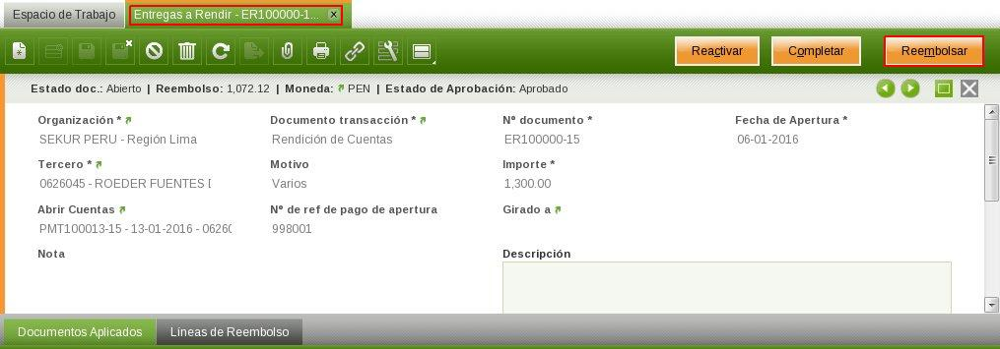 Espacio de Trabajo Entregas a Rendir - ER100000-1...
Reactivar Completar Reembolsar
Estado doc.: Abierto | Reembolso: 1,072.12 | Moneda: PEN | Estado de Aprobación: Aprobado
Organización * Documento transacción * Nº documento * Fecha de Apertura *
SEKUR PERU - Región Lima Rendición de Cuentas ER100000-15 06-01-2016
Tercero * Motivo Importe *
0626045 - ROEDER FUENTES Varios 1,300.00
Abrir Cuentas Nº de ref de pago de apertura Girado a
PMT100013-15 - 13-01-2016 - 0626 998001
Nota Descripción
Documentos Aplicados Líneas de Reembolso